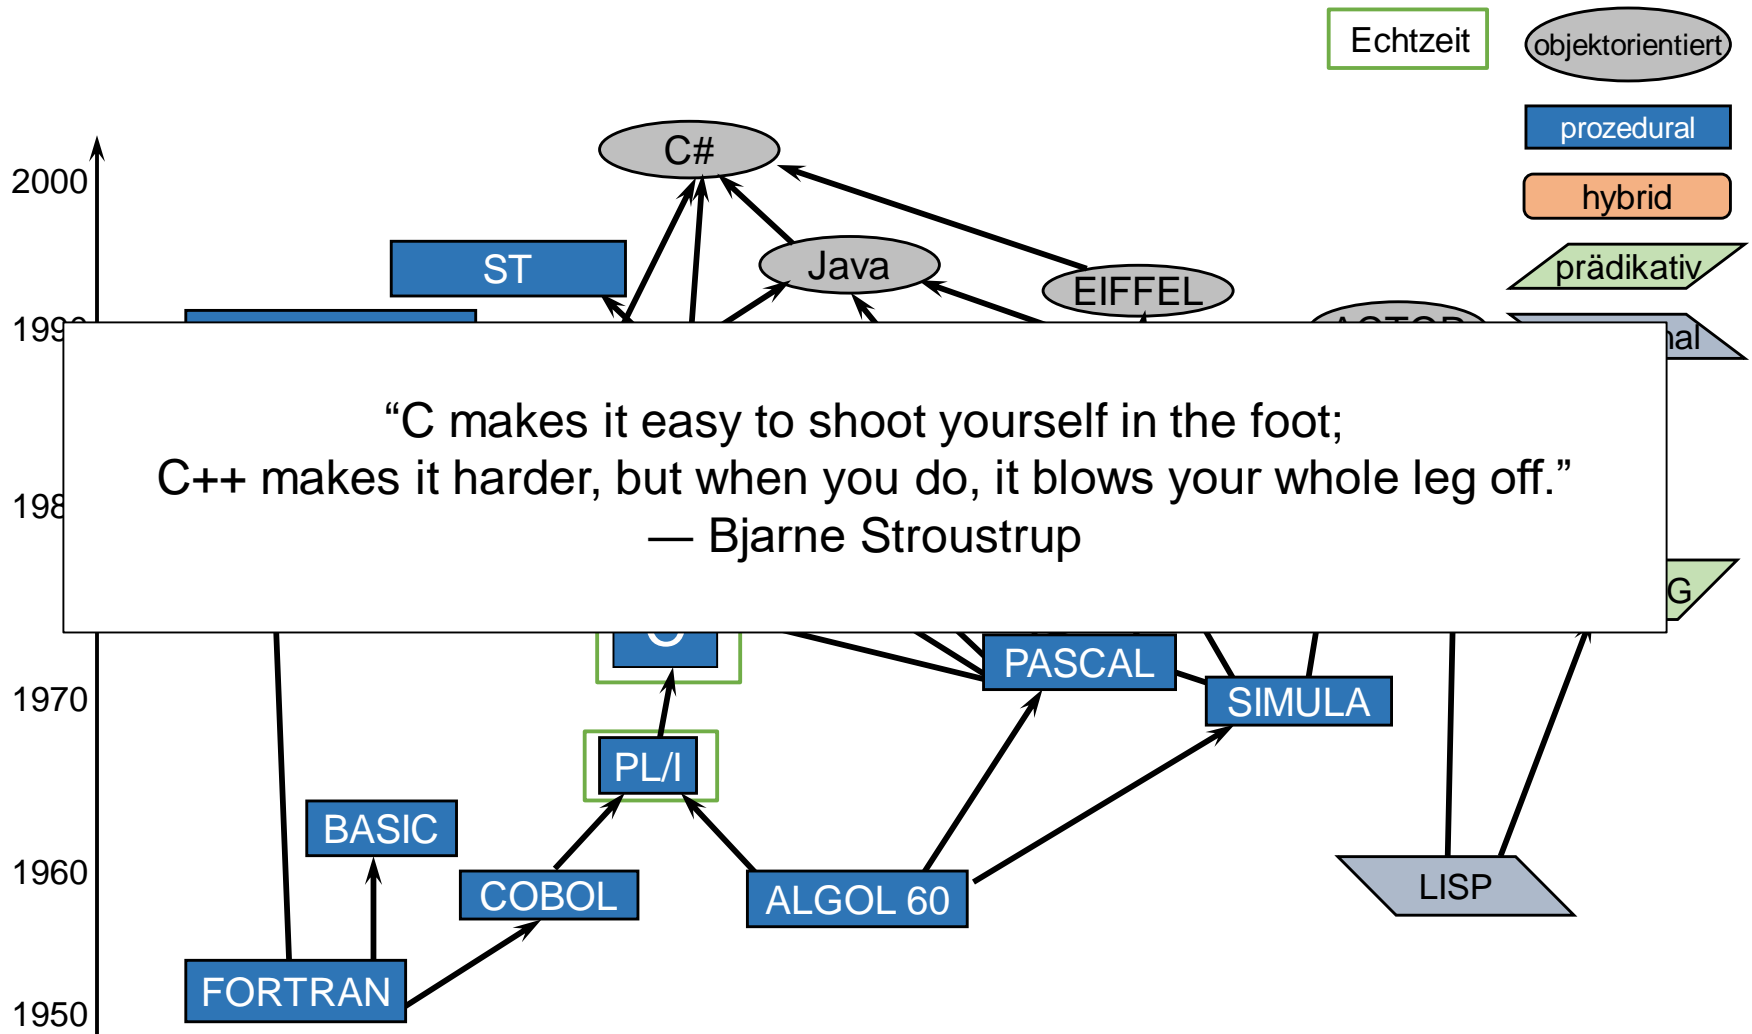 Echtzeit
objektorientiert
prozedural
C#
2000
hybrid
ST
Java
prädikativ
EIFFEL
1990
“C makes it easy to shoot yourself in the foot;
C++ makes it harder, but when you do, it blows your whole leg off.”
— Bjarne Stroustrup
PASCAL
1970
SIMULA
PL/I
BASIC
1960
COBOL
ALGOL 60
LISP
FORTRAN
1950